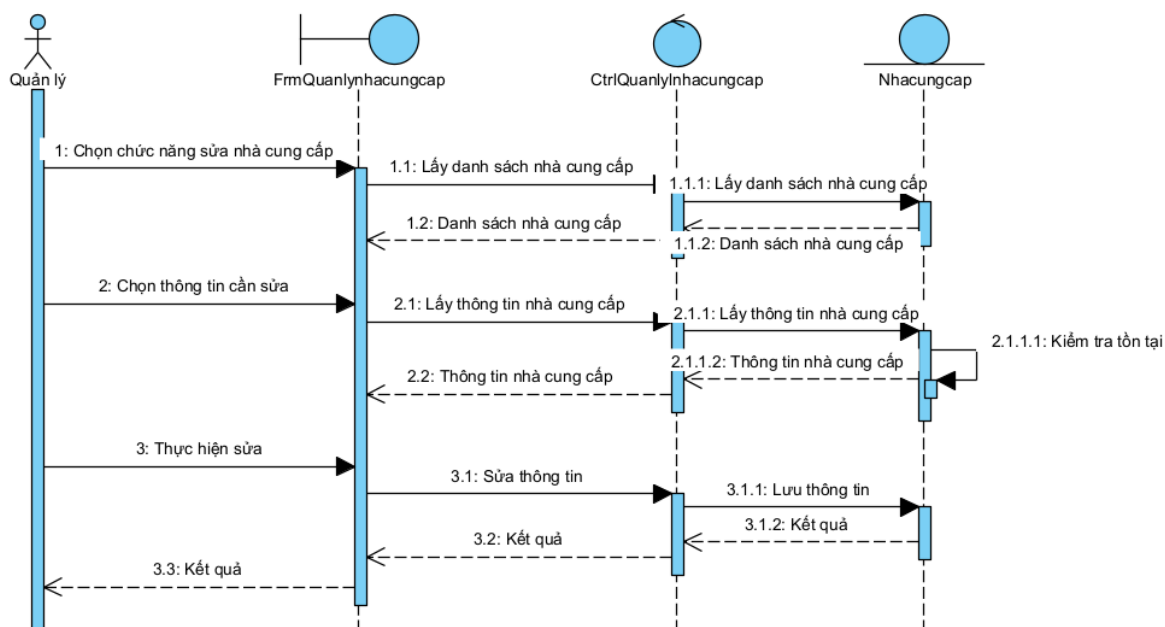 Quản lý
FrmQuanlynhacungcap
CtrlQuanlylnhacungcap
Nhacungcap
1: Chọn chức năng sửa nhà cung cấp
1.1: Lấy danh sách nhà cung cấp
1.1.1: Lấy danh sách nhà cung cấp
1.2: Danh sách nhà cung cấp
1.1.2: Danh sách nhà cung cấp
2: Chọn thông tin cần sửa
2.1: Lấy thông tin nhà cung cấp
2.1.1: Lấy thông tin nhà cung cấp
2.1.1.1: Kiểm tra tồn tại
2.1.1.2: Thông tin nhà cung cấp
2.2: Thông tin nhà cung cấp
3: Thực hiện sửa
3.1: Sửa thông tin
3.1.1: Lưu thông tin
3.1.2: Kết quả
3.2: Kết quả
3.3: Kết quả